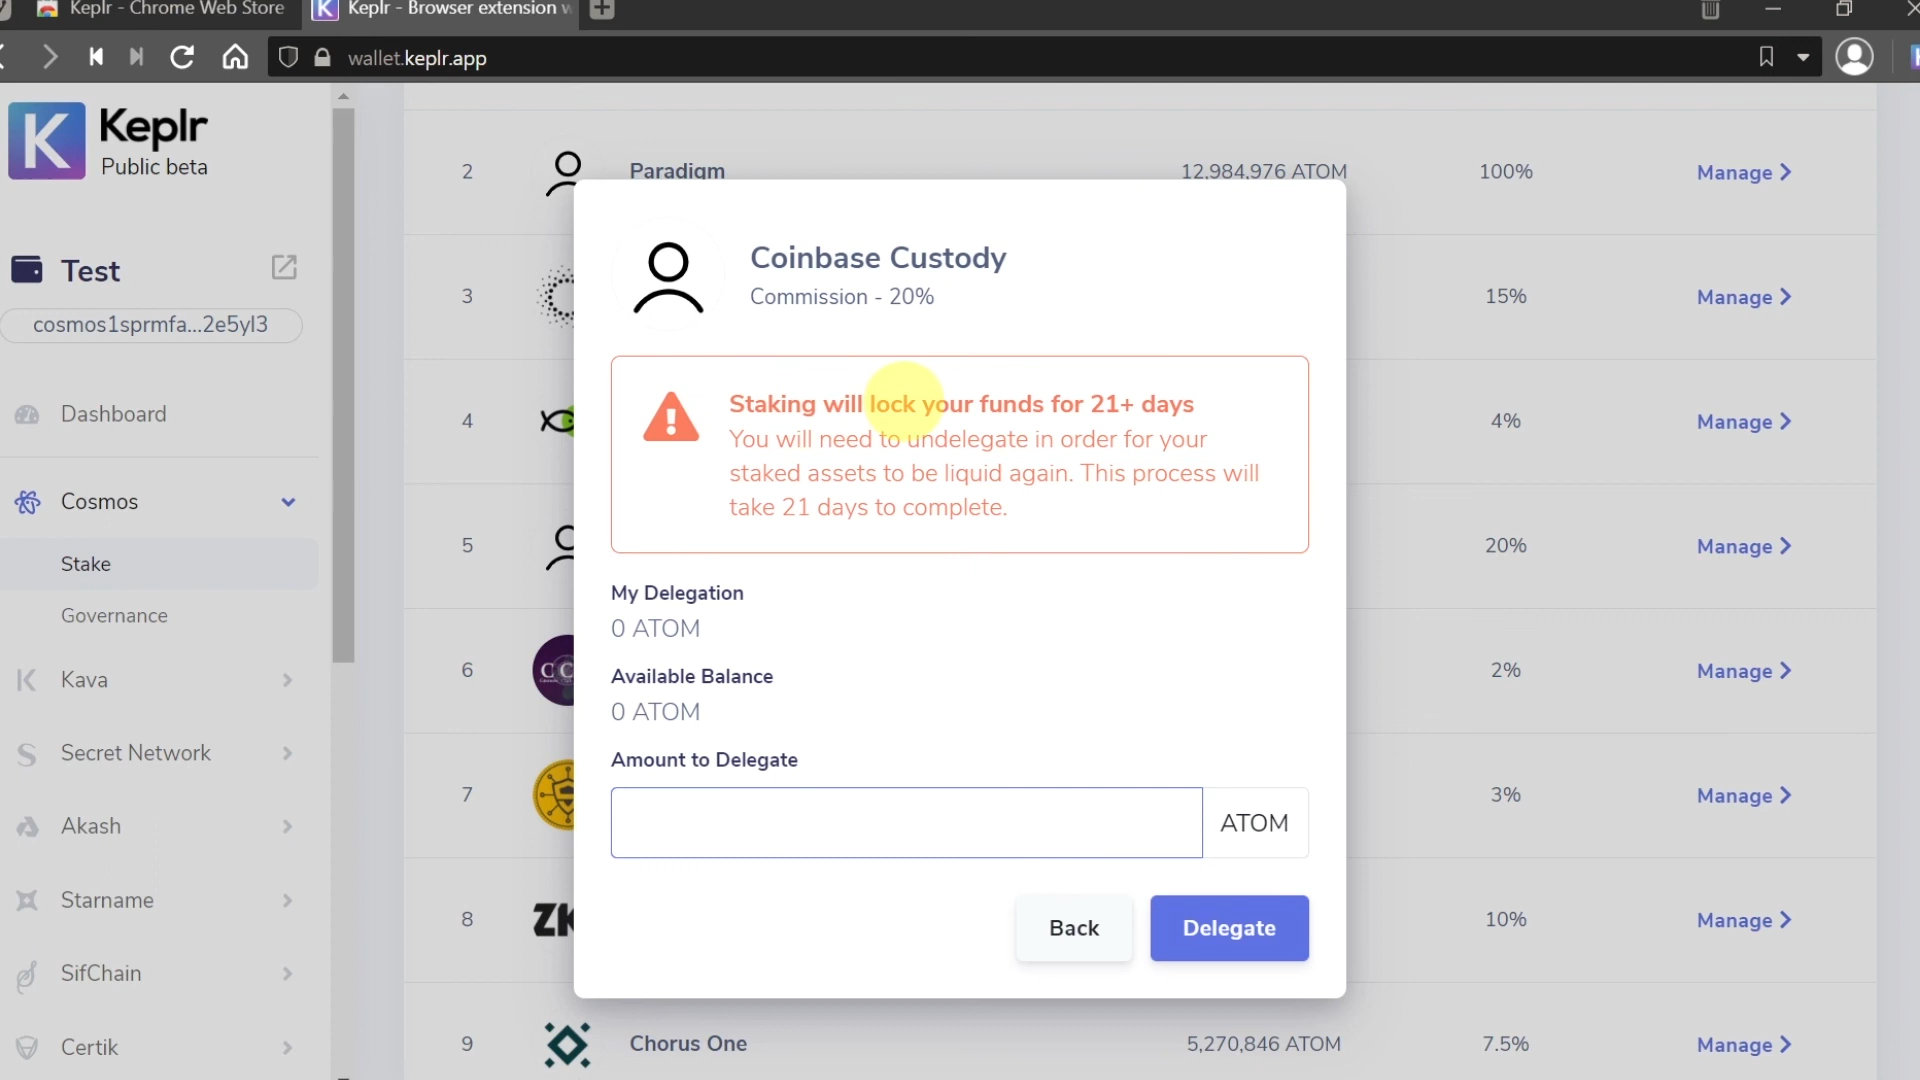 Keplr - Chrome Web Store
Keplr - Browser extension w
wallet.keplr.app
Keplr
Public beta
Test
cosmos1sprmfa...2e5yl3
Dashboard
Cosmos
Stake
Governance
Kava
Secret Network
Akash
Starname
SifChain
Certik
2 Paradigm 12,984,976 ATOM 100% Manage
3 15% Manage
4 4% Manage
5 20% Manage
6 2% Manage
7 3% Manage
8 ZK 10% Manage
9 Chorus One 5,270,846 ATOM 7.5% Manage
Coinbase Custody
Commission - 20%
Staking will lock your funds for 21+ days
You will need to undelegate in order for your
staked assets to be liquid again. This process will
take 21 days to complete.
My Delegation
0 ATOM
Available Balance
0 ATOM
Amount to Delegate
ATOM
Back
Delegate